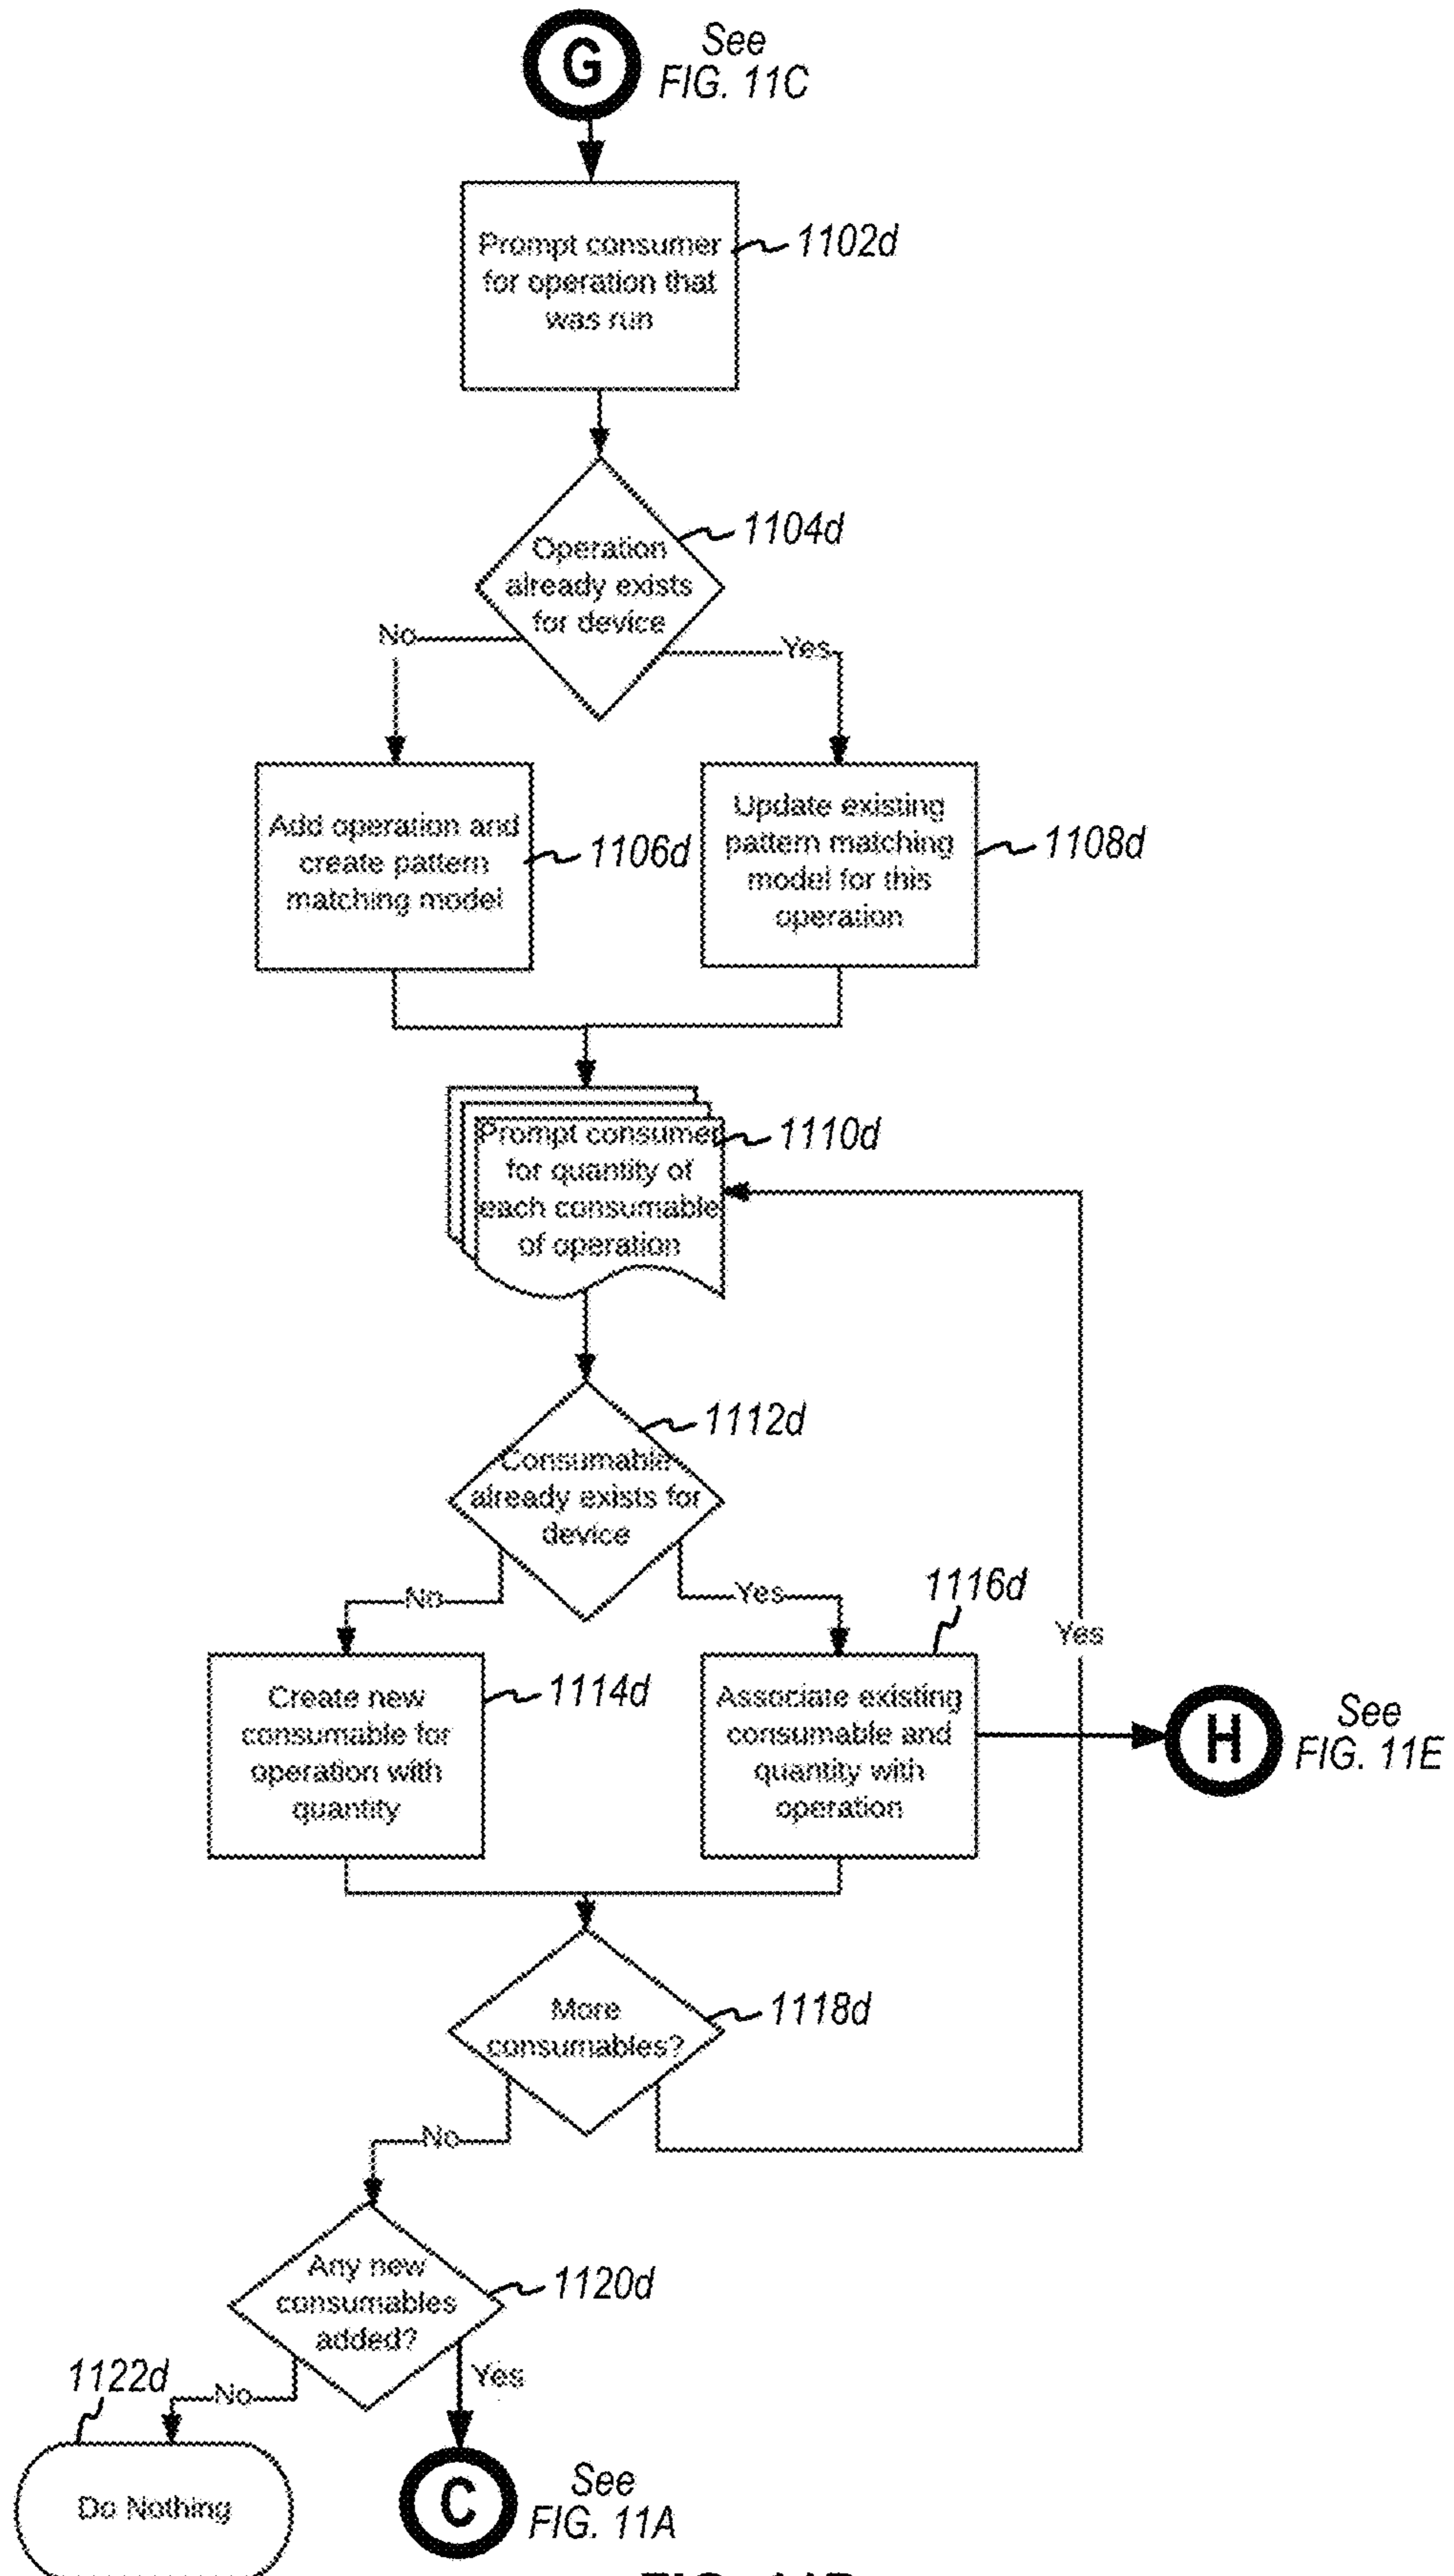 G
See
FIG. 11C
Prompt consumer
for operation that
was run
1102d
Operation
already exists
for device
1104d
No
Yes
Add operation and
create pattern
matching model
1106d
Update existing
pattern matching
model for this
operation
1108d
Prompt consumer
for quantity of
each consumable
of operation
1110d
Consumable
already exists for
device
1112d
No
Yes
1116d
Yes
Create new
consumable for
operation with
quantity
1114d
Associate existing
consumable and
quantity with
operation
H
See
FIG. 11E
More
consumables?
1118d
No
Any new
consumables
added?
1120d
1122d
No
Yes
Do Nothing
C
See
FIG. 11A